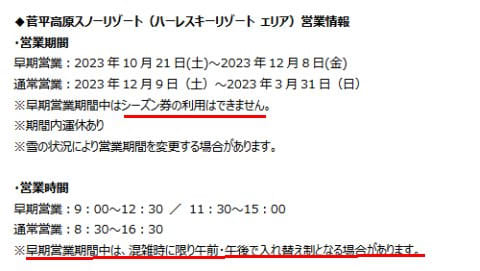 ◆菅平高原スノーリゾート（ハーレスキーリゾート エリア）営業情報
・営業期間
早期営業：2023 年 10 月 21 日(土)～2023 年 12 月 8 日(金)
通常営業：2023 年 12 月 9 日（土）～2023 年 3 月 31 日（日）
※早期営業期間中はシーズン券の利用はできません。
※期間内運休あり
※雪の状況により営業期間を変更する場合があります。
・営業時間
早期営業：9：00～12：30 ／ 11：30～15：00
通常営業：8：30～16：30
※早期営業期間中は、混雑時に限り午前・午後で入れ替え制となる場合があります。